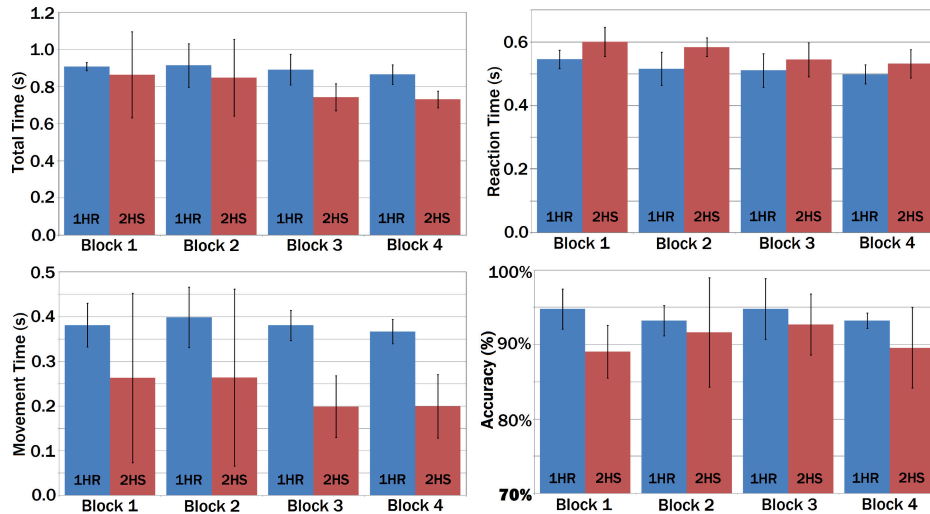 Total Time (s)
1.2
1.0
0.8
0.6
0.4
0.2
0.0
1HR 2HS 1HR 2HS 1HR 2HS 1HR 2HS
Block 1 Block 2 Block 3 Block 4
Reaction Time (s)
0.6
0.4
0.2
0.0
1HR 2HS 1HR 2HS 1HR 2HS 1HR 2HS
Block 1 Block 2 Block 3 Block 4
Movement Time (s)
0.5
0.4
0.3
0.2
0.1
0.0
1HR 2HS 1HR 2HS 1HR 2HS 1HR 2HS
Block 1 Block 2 Block 3 Block 4
Accuracy (%)
100%
90%
80%
70%
1HR 2HS 1HR 2HS 1HR 2HS 1HR 2HS
Block 1 Block 2 Block 3 Block 4